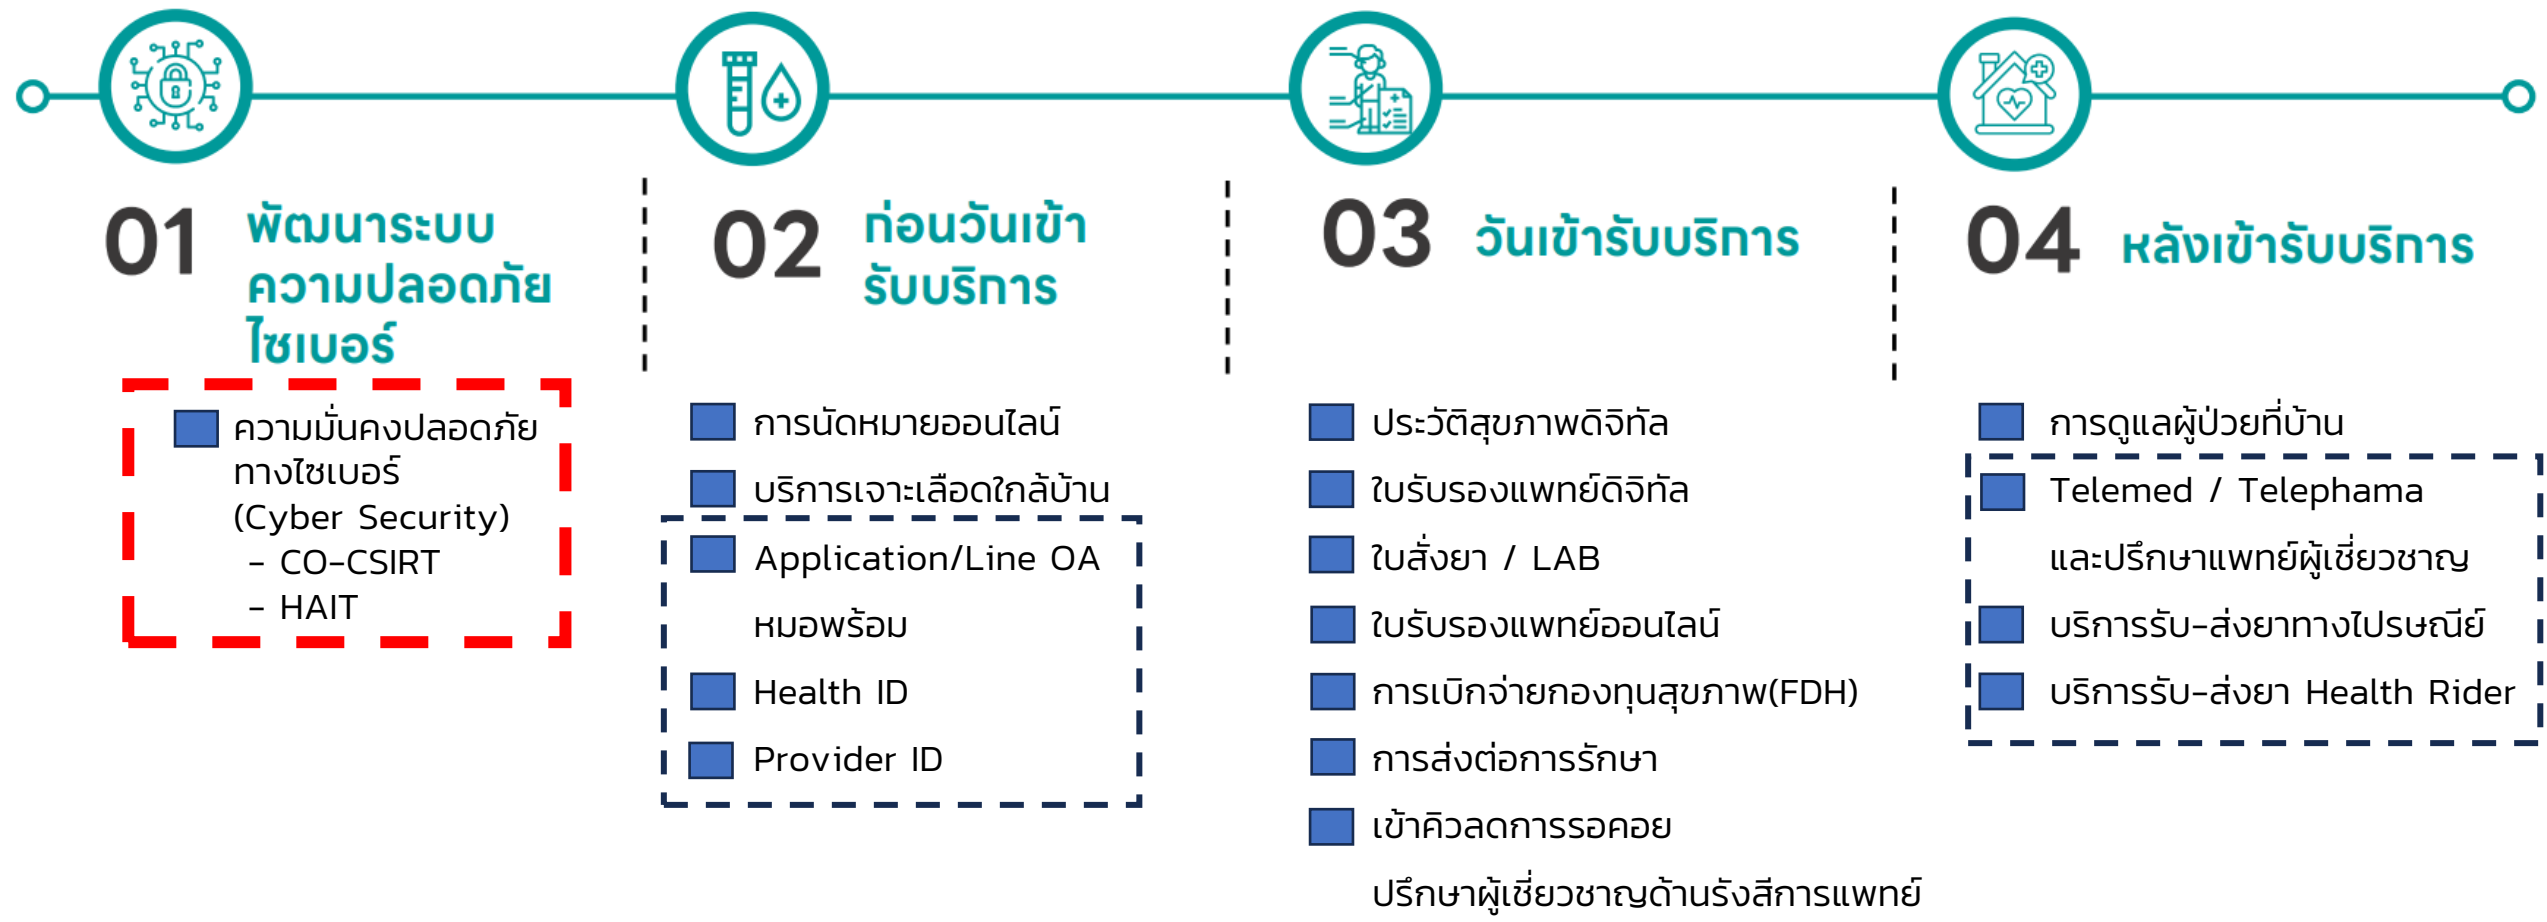 01
พัฒนาระบบ
ความปลอดภัย
ไซเบอร์
ความมั่นคงปลอดภัย
ทางไซเบอร์
(Cyber Security)
- CO-CSIRT
- HAIT
02
ก่อนวันเข้า
รับบริการ
การนัดหมายออนไลน์
บริการเจาะเลือดใกล้บ้าน
Application/Line OA
หมอพร้อม
Health ID
Provider ID
03
วันเข้ารับบริการ
ประวัติสุขภาพดิจิทัล
ใบรับรองแพทย์ดิจิทัล
ใบสั่งยา / LAB
ใบรับรองแพทย์ออนไลน์
การเบิกจ่ายกองทุนสุขภาพ(FDH)
การส่งต่อการรักษา
เข้าคิวลดการรอคอย
ปรึกษาผู้เชี่ยวชาญด้านรังสีการแพทย์
04
หลังเข้ารับบริการ
การดูแลผู้ป่วยที่บ้าน
Telemed / Telephama
และปรึกษาแพทย์ผู้เชี่ยวชาญ
บริการรับ-ส่งยาทางไปรษณีย์
บริการรับ-ส่งยา Health Rider